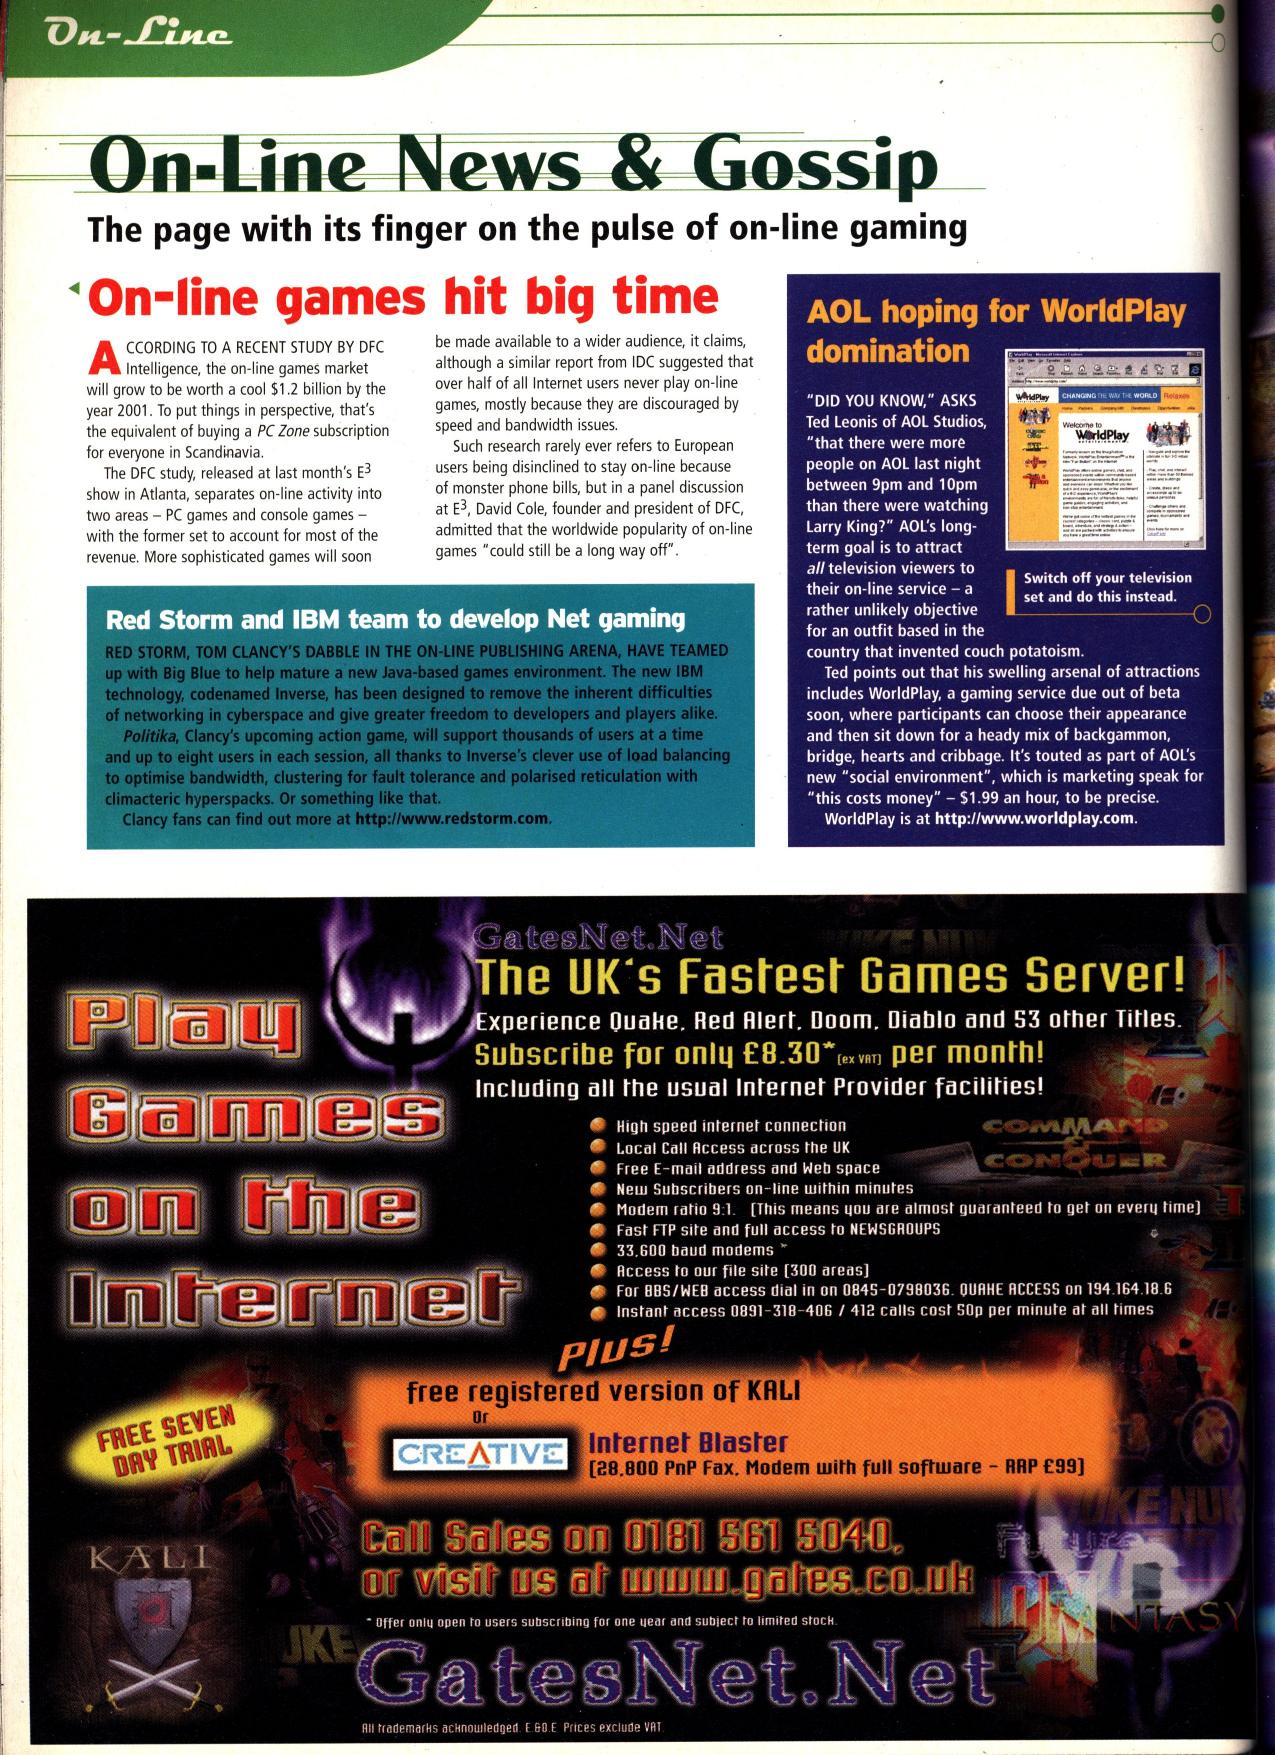 On-Line
On-Line News & Gossip
The page with its finger on the pulse of on-line gaming
On-line games hit big time
ACCORDING TO A RECENT STUDY BY DFC
Intelligence, the on-line games market
will grow to be worth a cool $1.2 billion by the
year 2001. To put things in perspective, that's
the equivalent of buying a PC Zone subscription
for everyone in Scandinavia.
The DFC study, released at last month's E3
show in Atlanta, separates on-line activity into
two areas – PC games and console games –
with the former set to account for most of the
revenue. More sophisticated games will soon
be made available to a wider audience, it claims,
although a similar report from IDC suggested that
over half of all Internet users never play on-line
games, mostly because they are discouraged by
speed and bandwidth issues.
Such research rarely ever refers to European
users being disinclined to stay on-line because
of monster phone bills, but in a panel discussion
at E3, David Cole, founder and president of DFC,
admitted that the worldwide popularity of on-line
games "could still be a long way off".
Red Storm and IBM team to develop Net gaming
RED STORM, TOM CLANCY'S DABBLE IN THE ON-LINE PUBLISHING ARENA, HAVE TEAMED
up with Big Blue to help mature a new Java-based games environment. The new IBM
technology, codenamed Inverse, has been designed to remove the inherent difficulties
of networking in cyberspace and give greater freedom to developers and players alike.
Politika, Clancy's upcoming action game, will support thousands of users at a time
and up to eight users in each session, all thanks to Inverse's clever use of load balancing
to optimise bandwidth, clustering for fault tolerance and polarised reticulation with
climacteric hyperspacks. Or something like that.
Clancy fans can find out more at http://www.redstorm.com.
AOL hoping for WorldPlay
domination
"DID YOU KNOW," ASKS
Ted Leonis of AOL Studios,
"that there were more
people on AOL last night
between 9pm and 10pm
than there were watching
Larry King?" AOL's long-
term goal is to attract
all television viewers to
their on-line service – a
rather unlikely objective
for an outfit based in the
country that invented couch potatoism.
Ted points out that his swelling arsenal of attractions
includes WorldPlay, a gaming service due out of beta
soon, where participants can choose their appearance
and then sit down for a heady mix of backgammon,
bridge, hearts and cribbage. It's touted as part of AOL's
new "social environment", which is marketing speak for
"this costs money" – $1.99 an hour, to be precise.
WorldPlay is at http://www.worldplay.com.
WorldPlay
CHANGING THE WAY THE WORLD Relaxes
Welcome to
WorldPlay
Switch off your television
set and do this instead.
Play
Games
on the
Internet
GatesNet.Net
The UK's Fastest Games Server!
Experience Quake, Red Alert, Doom, Diablo and 53 other Titles.
Subscribe for only £8.30* [ex VAT] per month!
Including all the usual Internet Provider facilities!
High speed internet connection
Local Call Access across the UK
Free E-mail address and Web space
New Subscribers on-line within minutes
Modem ratio 9:1. [This means you are almost guaranteed to get on every time]
Fast FTP site and full access to NEWSGROUPS
33,600 baud modems
Access to our file site [300 areas]
For BBS/WEB access dial in on 0845-0798036. QUAKE ACCESS on 194.164.18.6
Instant access 0891-318-406 / 412 calls cost 50p per minute at all times
COMMAND
&
CONQUER
Plus!
free registered version of KALI
Or
CREATIVE
Internet Blaster
[28,800 PnP Fax, Modem with full software - RRP £99]
FREE SEVEN
DAY TRIAL
KALI
Call Sales on 0181 561 5040,
or visit us at www.gates.co.uk
* Offer only open to users subscribing for one year and subject to limited stock.
GatesNet.Net
All trademarks acknowledged. E.&O.E. Prices exclude VAT.